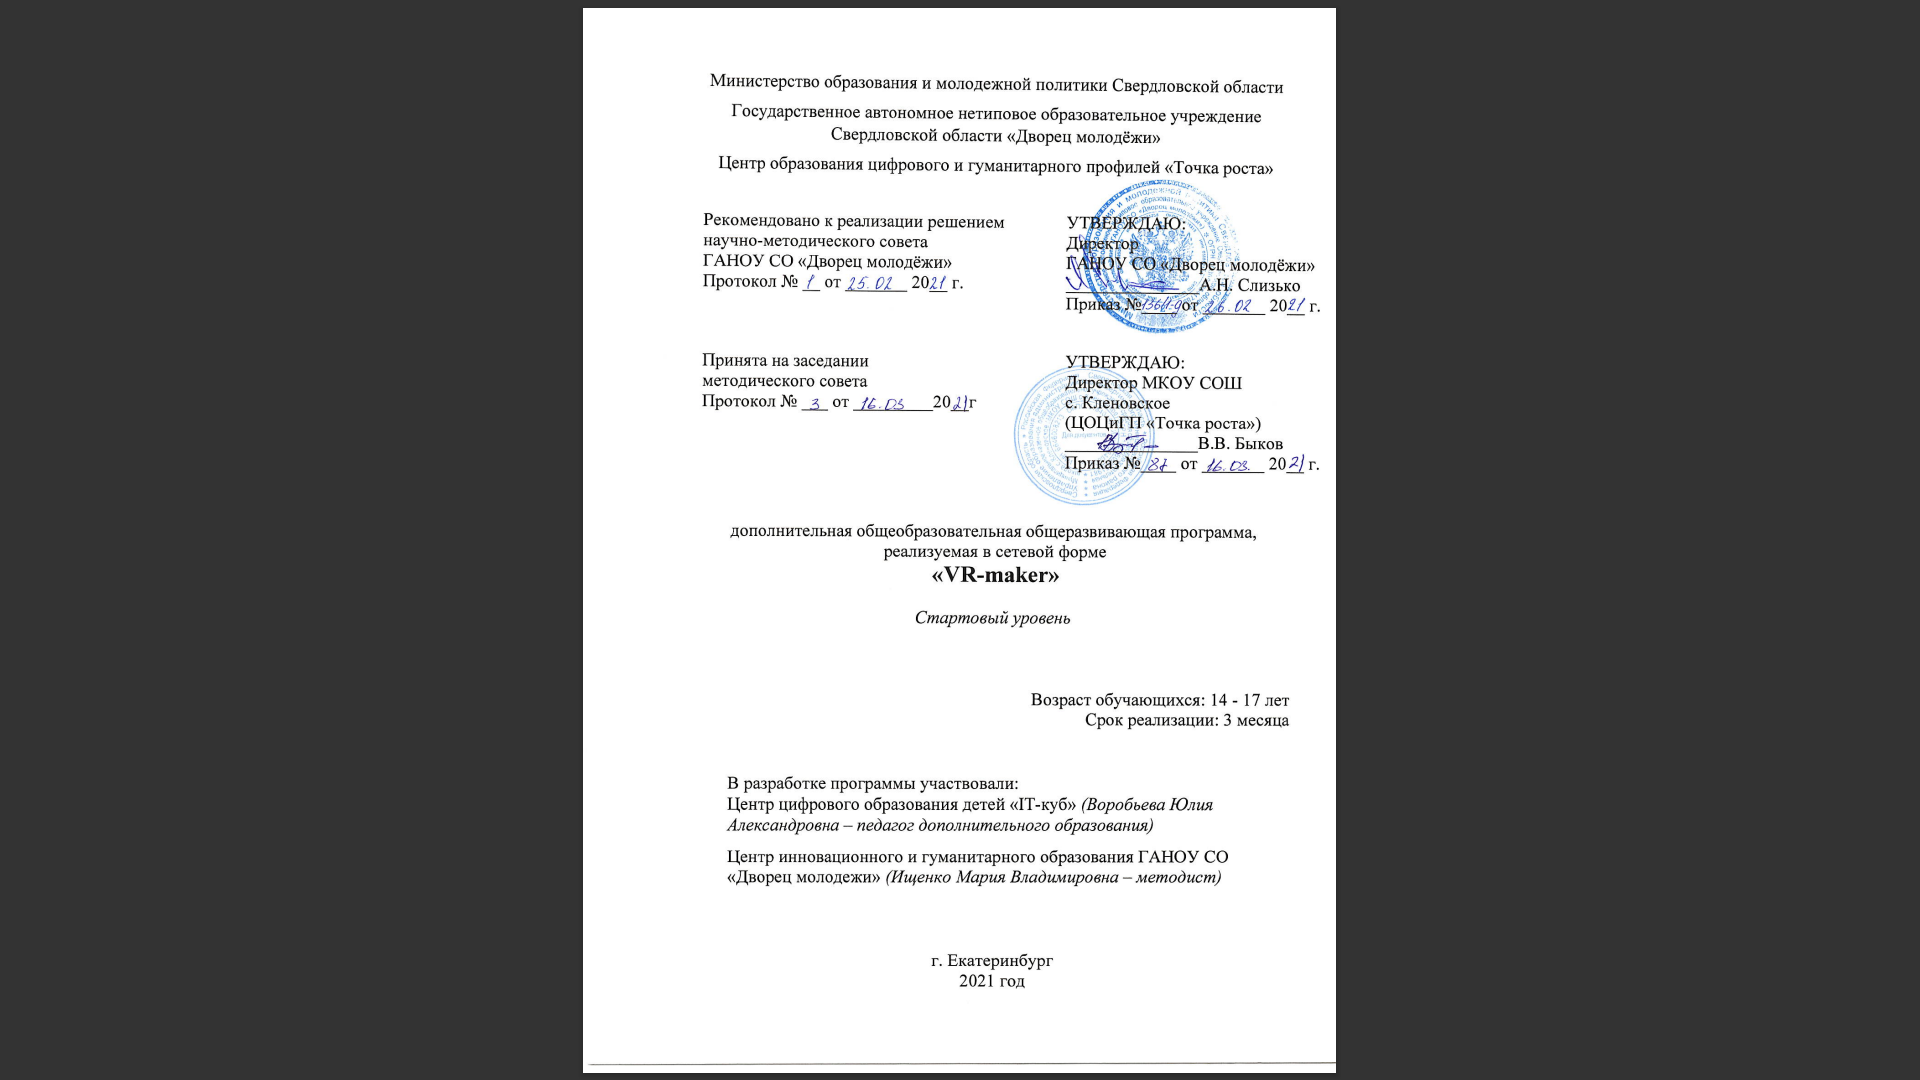 Министерство образования и молодежной политики Свердловской области
Государственное автономное нетиповое образовательное учреждение
Свердловской области «Дворец молодёжи»
Центр образования цифрового и гуманитарного профилей «Точка роста»
Рекомендовано к реализации решением
научно-методического совета
ГАНОУ СО «Дворец молодёжи»
Протокол № 1 от 25.02 2021 г.
УТВЕРЖДАЮ:
Директор
ГАНОУ СО «Дворец молодёжи»
А.Н. Слизько
Приказ № от 26.02 2021 г.
Принята на заседании
методического совета
Протокол № 3 от 16.03 2021г
УТВЕРЖДАЮ:
Директор МКОУ СОШ
с. Кленовское
(ЦОЦиГП «Точка роста»)
В.В. Быков
Приказ № 87 от 16.03. 2021 г.
дополнительная общеобразовательная общеразвивающая программа,
реализуемая в сетевой форме
«VR-maker»
Стартовый уровень
Возраст обучающихся: 14 - 17 лет
Срок реализации: 3 месяца
В разработке программы участвовали:
Центр цифрового образования детей «IT-куб» (Воробьева Юлия
Александровна – педагог дополнительного образования)
Центр инновационного и гуманитарного образования ГАНОУ СО
«Дворец молодежи» (Ищенко Мария Владимировна – методист)
г. Екатеринбург
2021 год